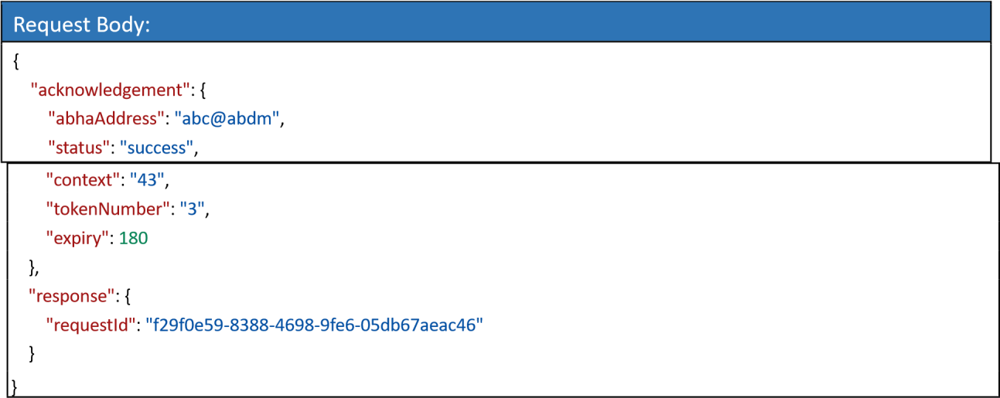 Request Body:
{
"acknowledgement": {
"abhaAddress": "abc@abdm",
"status": "success",
"context": "43",
"tokenNumber": "3",
"expiry": 180
},
"response": {
"requestId": "f29f0e59-8388-4698-9fe6-05db67aeac46"
}
}